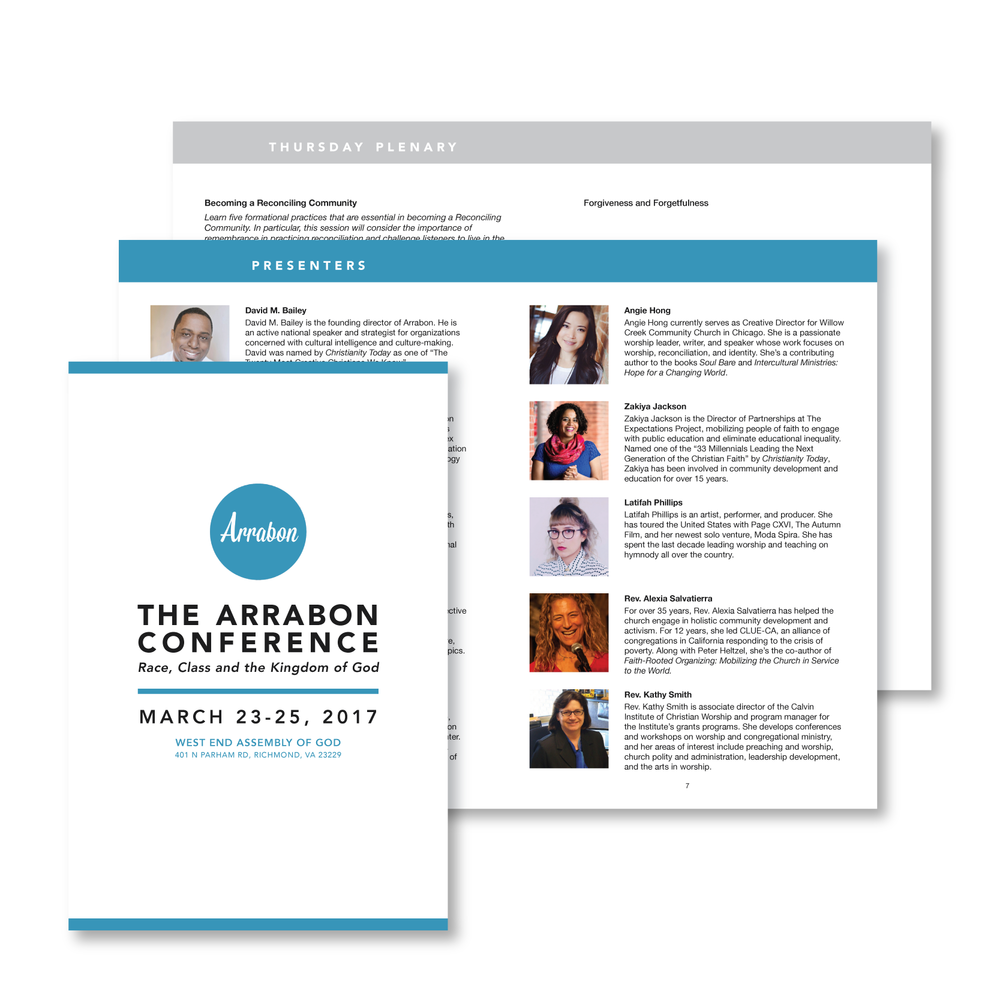 THURSDAY PLENARY
Becoming a Reconciling Community
Learn five formational practices that are essential in becoming a Reconciling
Community. In particular, this session will consider the importance of
remembrance in practicing reconciliation and challenge listeners to live in the
Forgiveness and Forgetfulness
PRESENTERS
David M. Bailey
David M. Bailey is the founding director of Arrabon. He is
an active national speaker and strategist for organizations
concerned with cultural intelligence and culture-making.
David was named by Christianity Today as one of “The
Twenty Most Creative Christians We Know”
Angie Hong
Angie Hong currently serves as Creative Director for Willow
Creek Community Church in Chicago. She is a passionate
worship leader, writer, and speaker whose work focuses on
worship, reconciliation, and identity. She's a contributing
author to the books Soul Bare and Intercultural Ministries:
Hope for a Changing World.
Zakiya Jackson
Zakiya Jackson is the Director of Partnerships at The
Expectations Project, mobilizing people of faith to engage
with public education and eliminate educational inequality.
Named one of the “33 Millennials Leading the Next
Generation of the Christian Faith” by Christianity Today,
Zakiya has been involved in community development and
education for over 15 years.
Latifah Phillips
Latifah Phillips is an artist, performer, and producer. She
has toured the United States with Page CXVI, The Autumn
Film, and her newest solo venture, Moda Spira. She has
spent the last decade leading worship and teaching on
hymnody all over the country.
Rev. Alexia Salvatierra
For over 35 years, Rev. Alexia Salvatierra has helped the
church engage in holistic community development and
activism. For 12 years, she led CLUE-CA, an alliance of
congregations in California responding to the crisis of
poverty. Along with Peter Heltzel, she's the co-author of
Faith-Rooted Organizing: Mobilizing the Church in Service
to the World.
Rev. Kathy Smith
Rev. Kathy Smith is associate director of the Calvin
Institute of Christian Worship and program manager for
the Institute's grants programs. She develops conferences
and workshops on worship and congregational ministry,
and her areas of interest include preaching and worship,
church polity and administration, leadership development,
and the arts in worship.
7
Arrabon
THE ARRABON
CONFERENCE
Race, Class and the Kingdom of God
MARCH 23-25, 2017
WEST END ASSEMBLY OF GOD
401 N PARHAM RD, RICHMOND, VA 23229